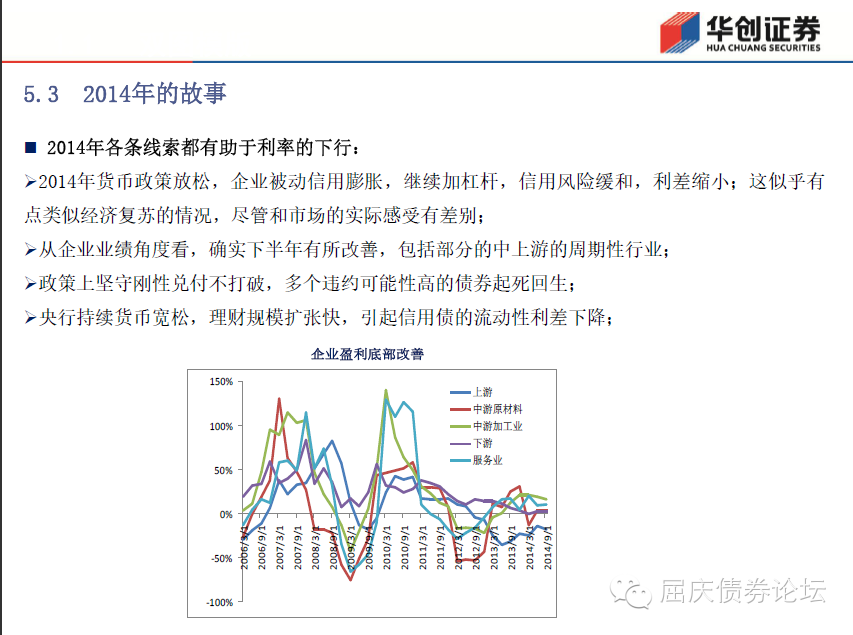 华创证券
HUA CHUANG SECURITIES
5.3 2014年的故事
■ 2014年各条线索都有助于利率的下行：
➢2014年货币政策放松，企业被动信用膨胀，继续加杠杆，信用风险缓和，利差缩小；这似乎有
点类似经济复苏的情况，尽管和市场的实际感受有差别；
➢从企业业绩角度看，确实下半年有所改善，包括部分的中上游的周期性行业；
➢政策上坚守刚性兑付不打破，多个违约可能性高的债券起死回生；
➢央行持续货币宽松，理财规模扩张快，引起信用债的流动性利差下降；
企业盈利底部改善
150%
100%
50%
0%
-50%
-100%
上游
中游原材料
中游加工业
下游
服务业
2006/3/1
2006/9/1
2007/3/1
2007/9/1
2008/3/1
2008/9/1
2009/3/1
2009/9/1
2010/3/1
2010/9/1
2011/3/1
2011/9/1
2012/3/1
2012/9/1
2013/3/1
2013/9/1
2014/3/1
2014/9/1
屈庆债券论坛